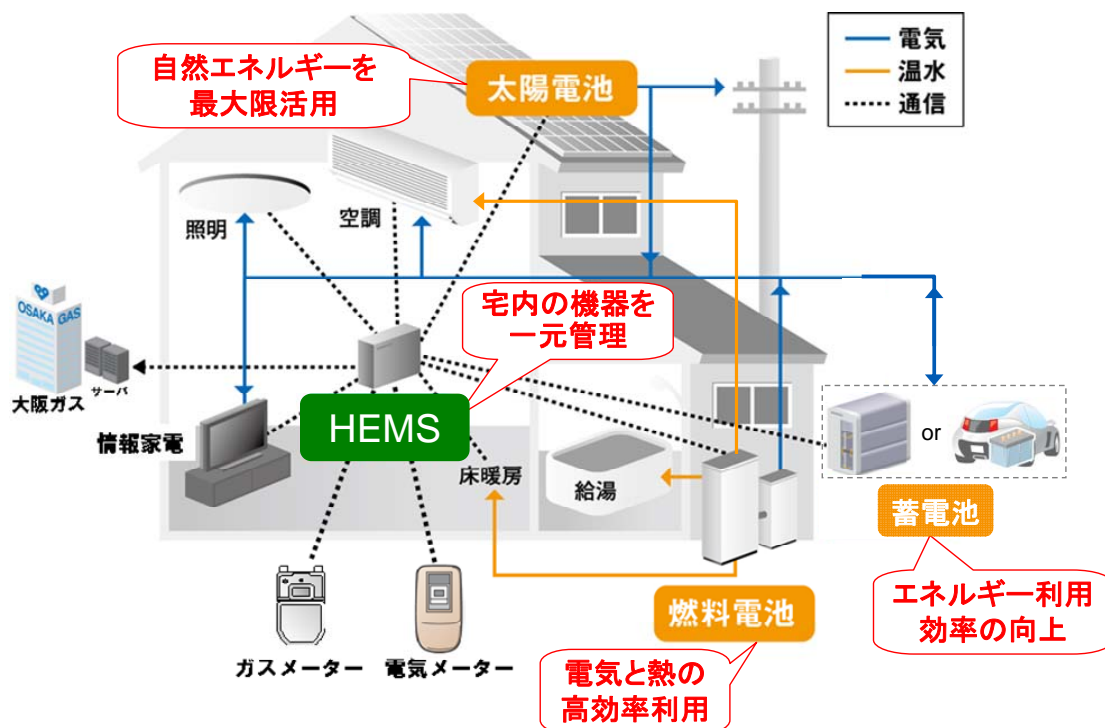 自然エネルギーを
最大限活用
太陽電池
電気
温水
通信
照明
空調
宅内の機器を
一元管理
OSAKA GAS
サーバ
大阪ガス
情報家電
HEMS
床暖房
給湯
or
蓄電池
エネルギー利用
効率の向上
燃料電池
電気と熱の
高効率利用
ガスメーター
電気メーター